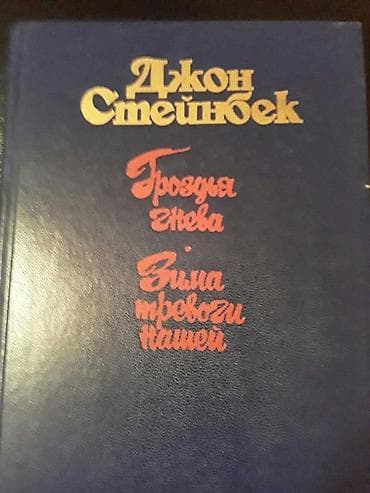 Джон
Стейнбек
Гроздья
гнева
·
Зима
тревоги
нашей